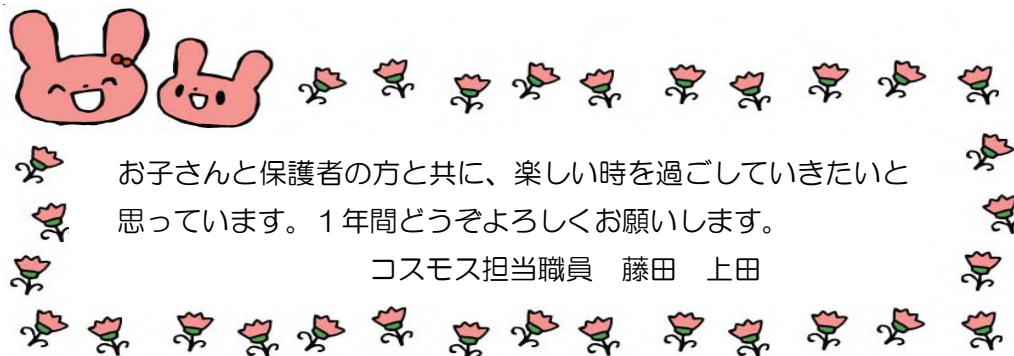 お子さんと保護者の方と共に、楽しい時を過ごしていきたいと
思っています。１年間どうぞよろしくお願いします。
コスモス担当職員　藤田　上田